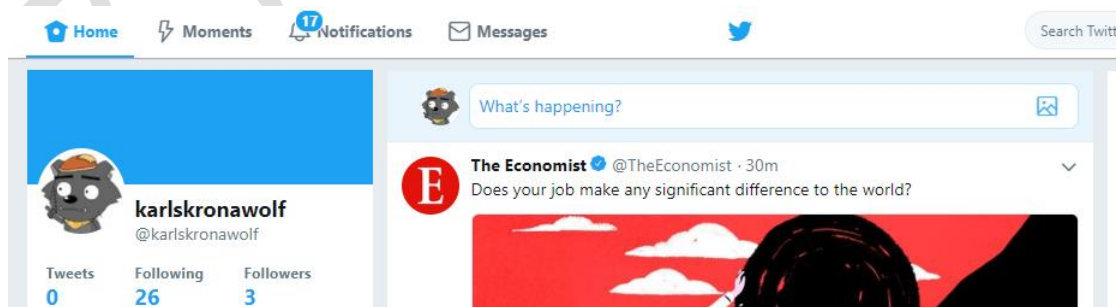 Home Moments 17 Notifications Messages Search Twitt
What's happening?
The Economist @TheEconomist · 30m
Does your job make any significant difference to the world?
E
karlskronawolf
@karlskronawolf
Tweets Following Followers
0 26 3